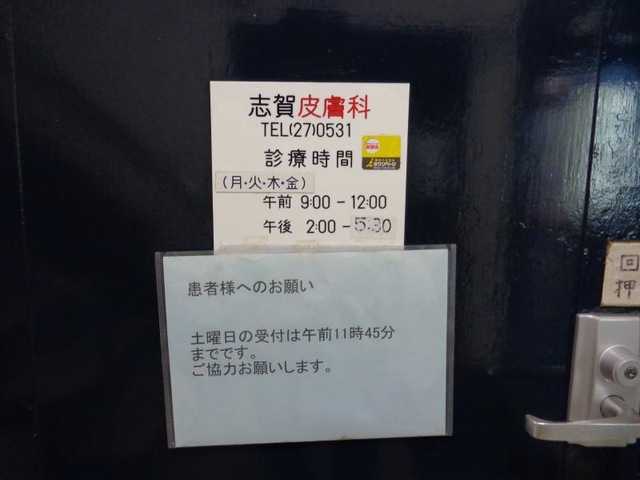 志賀皮膚科
TEL(27)0531
診療時間
(月・火・木・金)
午前 9:00 - 12:00
午後 2:00 - 5:30
患者様へのお願い
土曜日の受付は午前11時45分
までです。
ご協力お願いします。
回
押